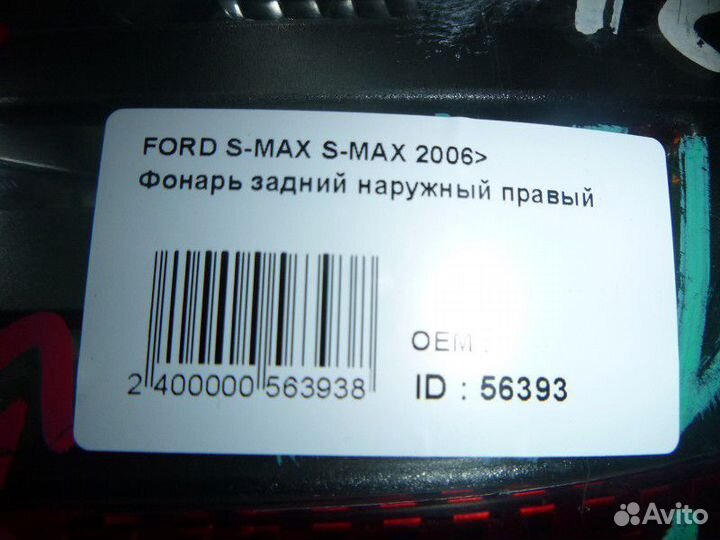 FORD S-MAX S-MAX 2006>
Фонарь задний наружный правый
OEM :
2 400000 563938
ID : 56393
Avito